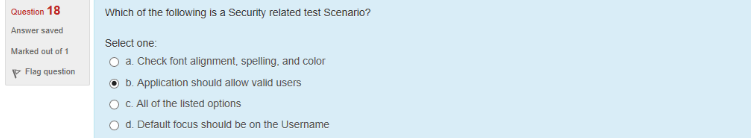 Question 18
Answer saved
Marked out of 1
Flag question
Which of the following is a Security related test Scenario?
Select one:
a. Check font alignment, spelling, and color
b. Application should allow valid users
c. All of the listed options
d. Default focus should be on the Username